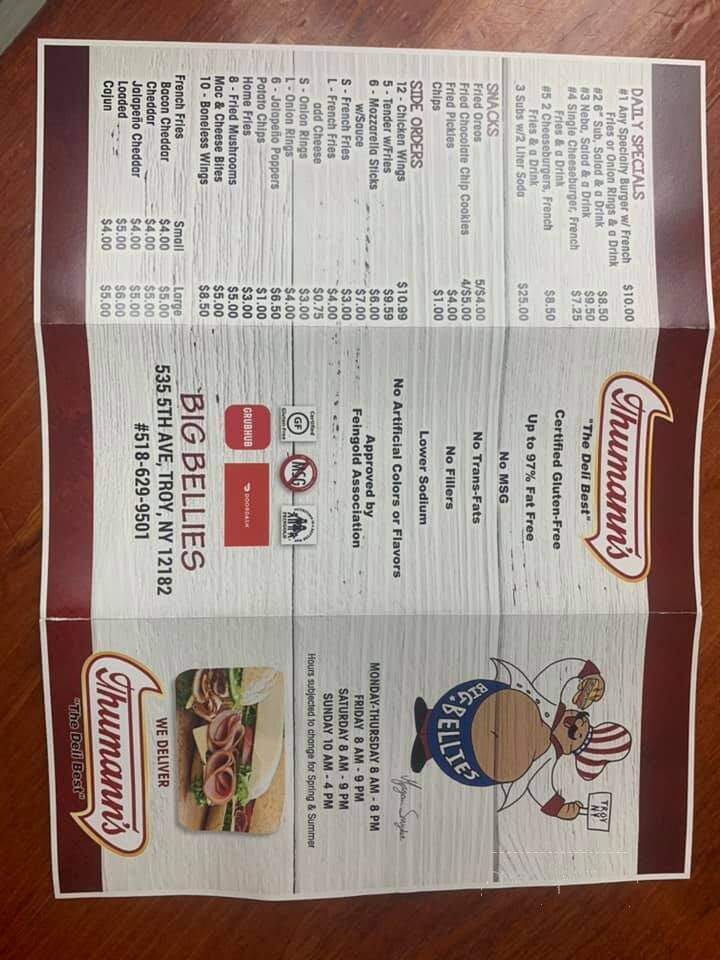 DAILY SPECIALS
#1 Any Specialty Burger w/ French $10.00
Fries or Onion Rings & a Drink
#2 6" Sub, Salad & a Drink $8.50
#3 Nebo, Salad & a Drink $9.50
#4 Single Cheeseburger, French $7.25
Fries & a Drink
#5 2 Cheeseburgers, French $8.50
Fries & a Drink
3 Subs w/2 Liter Soda $25.00
SNACKS
Fried Oreos 5/$4.00
Fried Chocolate Chip Cookies 4/$5.00
Fried Pickles $4.00
Chips $1.00
SIDE ORDERS
12 - Chicken Wings $10.99
5 - Tender w/Fries $9.59
6 - Mozzarella Sticks $6.00
w/Sauce $7.00
S - French Fries $3.00
L - French Fries $4.00
add Cheese $0.75
S - Onion Rings $3.00
L - Onion Rings $4.00
6 - Jalapeño Poppers $6.50
Potato Chips $1.00
Home Fries $3.00
8 - Fried Mushrooms $5.00
Mac & Cheese Bites $5.00
10 - Boneless Wings $8.50
French Fries Small Large
Bacon Cheddar $4.00 $5.00
Cheddar $4.00 $5.00
Jalapeño Cheddar $4.00 $5.00
Loaded $5.00 $6.00
Cajun $4.00 $5.00
Thumann's
"The Deli Best"
Certified Gluten-Free
Up to 97% Fat Free
No MSG
No Trans-Fats
No Fillers
Lower Sodium
No Artificial Colors or Flavors
Approved by
Feingold Association
Certified
GF
Gluten-Free
MSG
FEINGOLD
GRUBHUB
DOORDASH
BIG BELLIES
535 5TH AVE, TROY, NY 12182
#518-629-9501
TROY
NY
BIG BELLIES
MONDAY-THURSDAY 8 AM - 8 PM
FRIDAY 8 AM - 9 PM
SATURDAY 8 AM - 9 PM
SUNDAY 10 AM - 4 PM
Hours subjected to change for Spring & Summer
WE DELIVER
Thumann's
"The Deli Best"